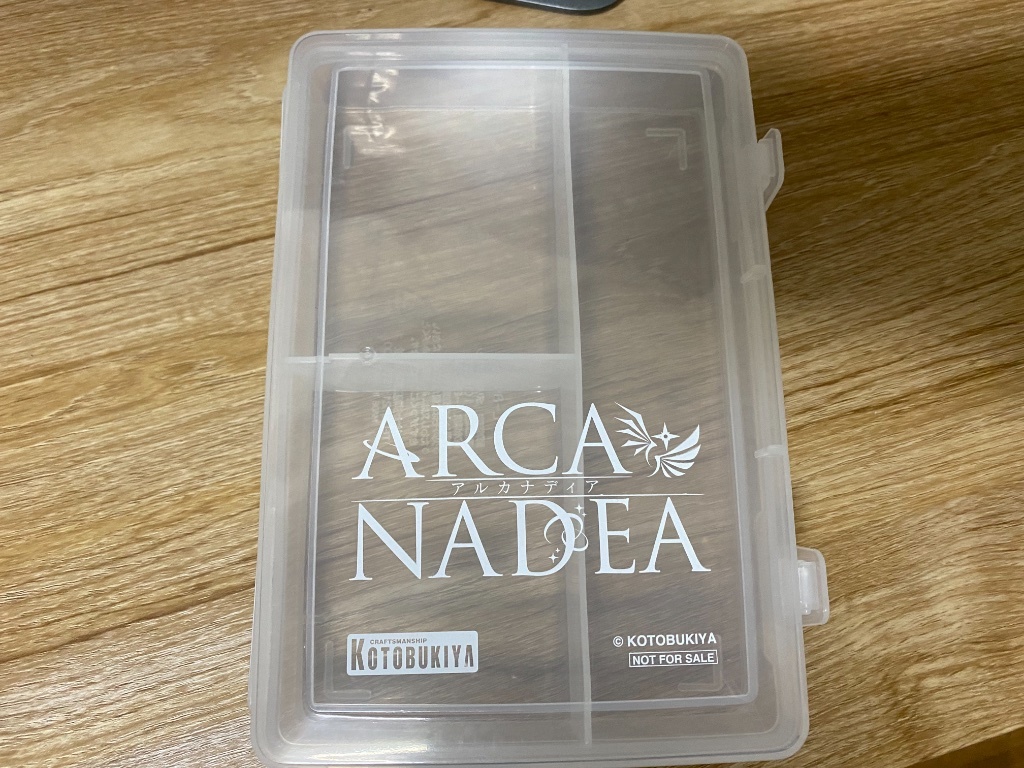 ARCA
アルカナディア
NADEA
CRAFTSMANSHIP
KOTOBUKIYA
© KOTOBUKIYA
NOT FOR SALE